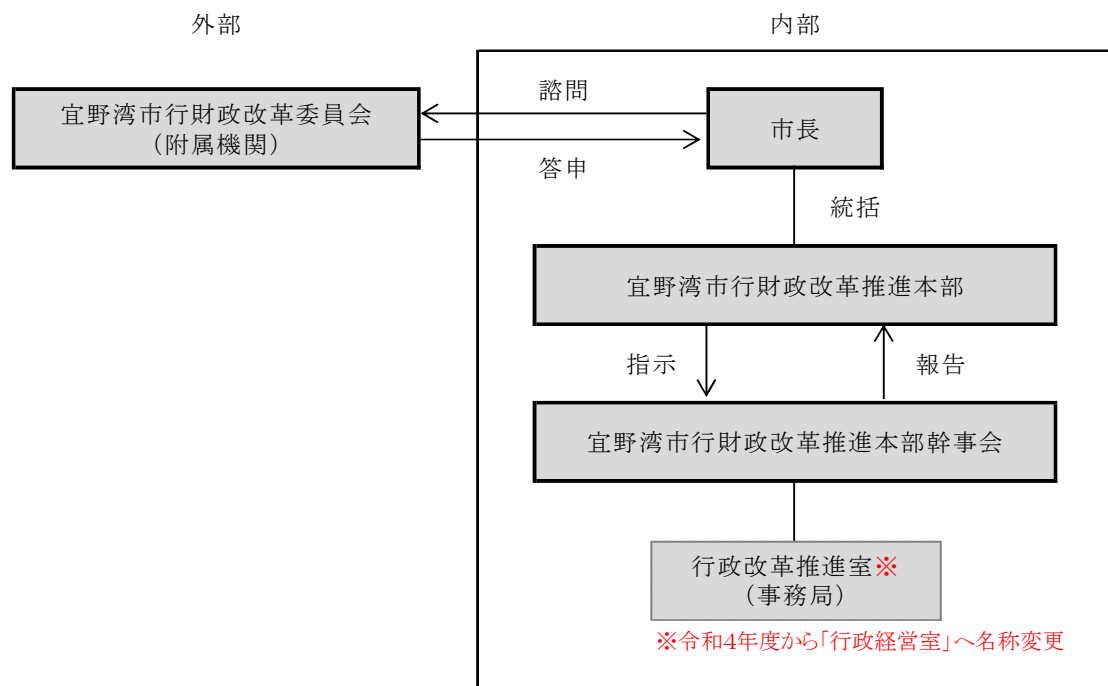 外部
内部
宜野湾市行財政改革委員会
（附属機関）
諮問
答申
市長
統括
宜野湾市行財政改革推進本部
指示
報告
宜野湾市行財政改革推進本部幹事会
行政改革推進室※
（事務局）
※令和4年度から「行政経営室」へ名称変更